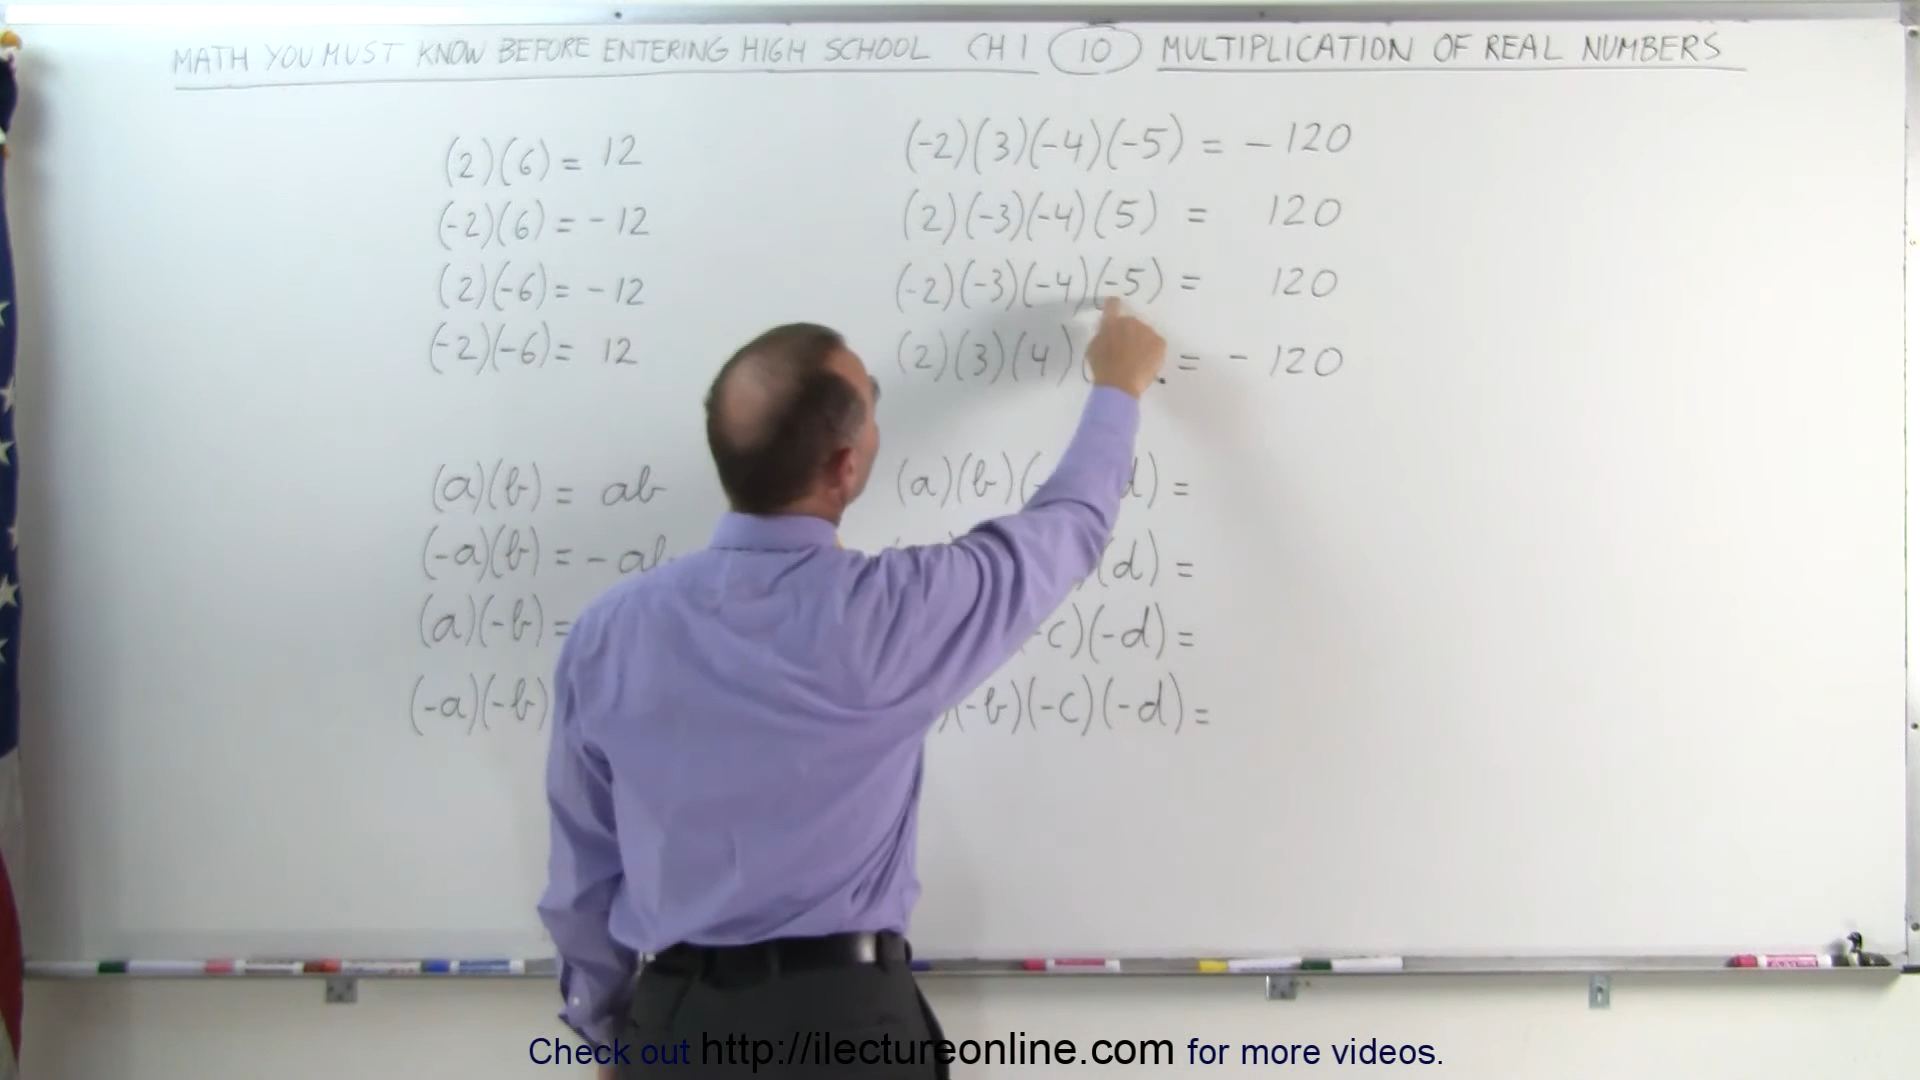 MATH YOU MUST KNOW BEFORE ENTERING HIGH SCHOOL CH 1 10 MULTIPLICATION OF REAL NUMBERS
(2)(6) = 12
(-2)(6) = -12
(2)(-6) = -12
(-2)(-6) = 12
(a)(b) = ab
(-a)(b) = -ab
(a)(-b) =
(-a)(-b)
(-2)(3)(-4)(-5) = -120
(2)(-3)(-4)(5) = 120
(-2)(-3)(-4)(-5) = 120
(2)(3)(4)( = -120
(a)(b)(- d) =
(d) =
-c)(-d) =
)(-b)(-c)(-d) =
Check out http://ilectureonline.com for more videos.